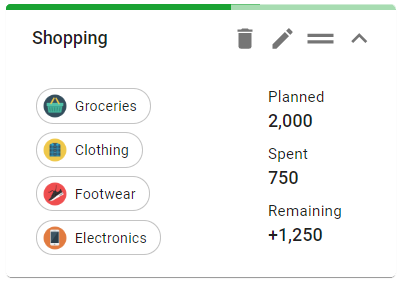 Shopping
Groceries
Clothing
Footwear
Electronics
Planned
2,000
Spent
750
Remaining
+1,250